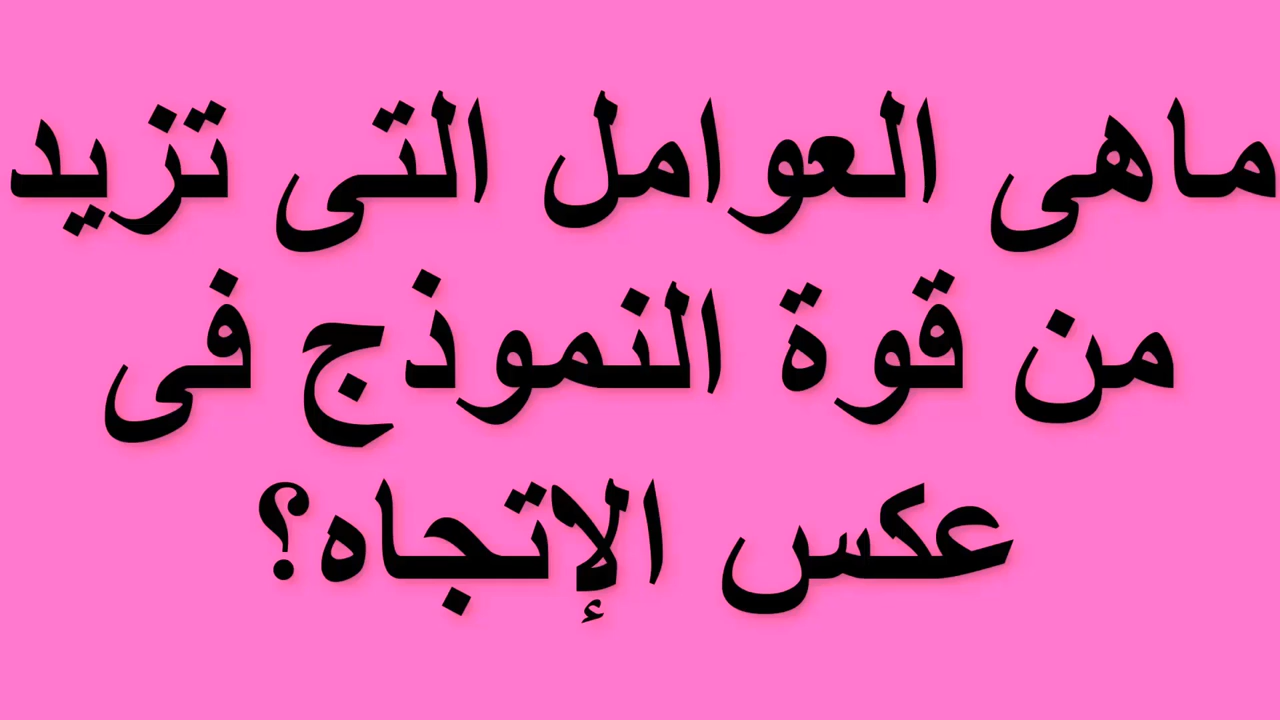 ماهى العوامل التى تزيد
من قوة النموذج فى
عكس الإتجاه؟